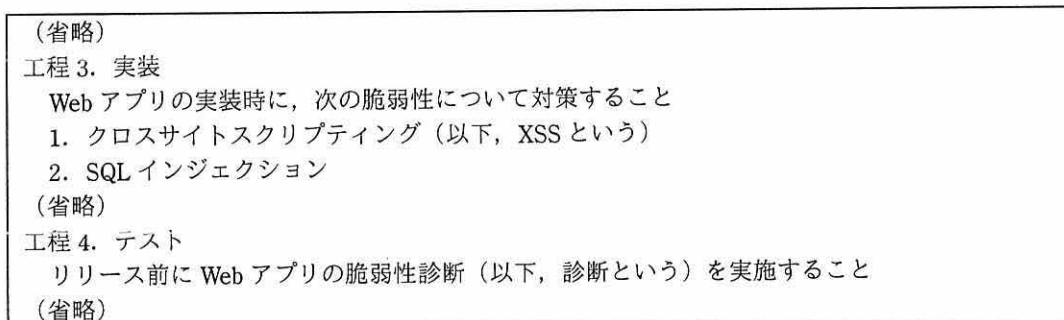 （省略）
工程 3．実装
Web アプリの実装時に，次の脆弱性について対策すること
1．クロスサイトスクリプティング（以下，XSS という）
2．SQL インジェクション
（省略）
工程 4．テスト
リリース前に Web アプリの脆弱性診断（以下，診断という）を実施すること
（省略）